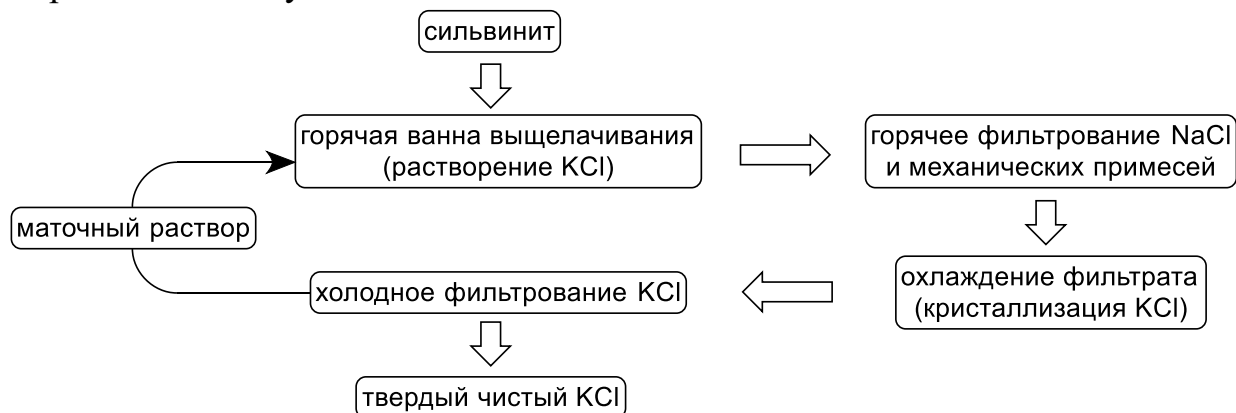 сильвинит
горячая ванна выщелачивания
(растворение KCl)
горячее фильтрование NaCl
и механических примесей
маточный раствор
охлаждение фильтрата
(кристаллизация KCl)
холодное фильтрование KCl
твердый чистый KCl